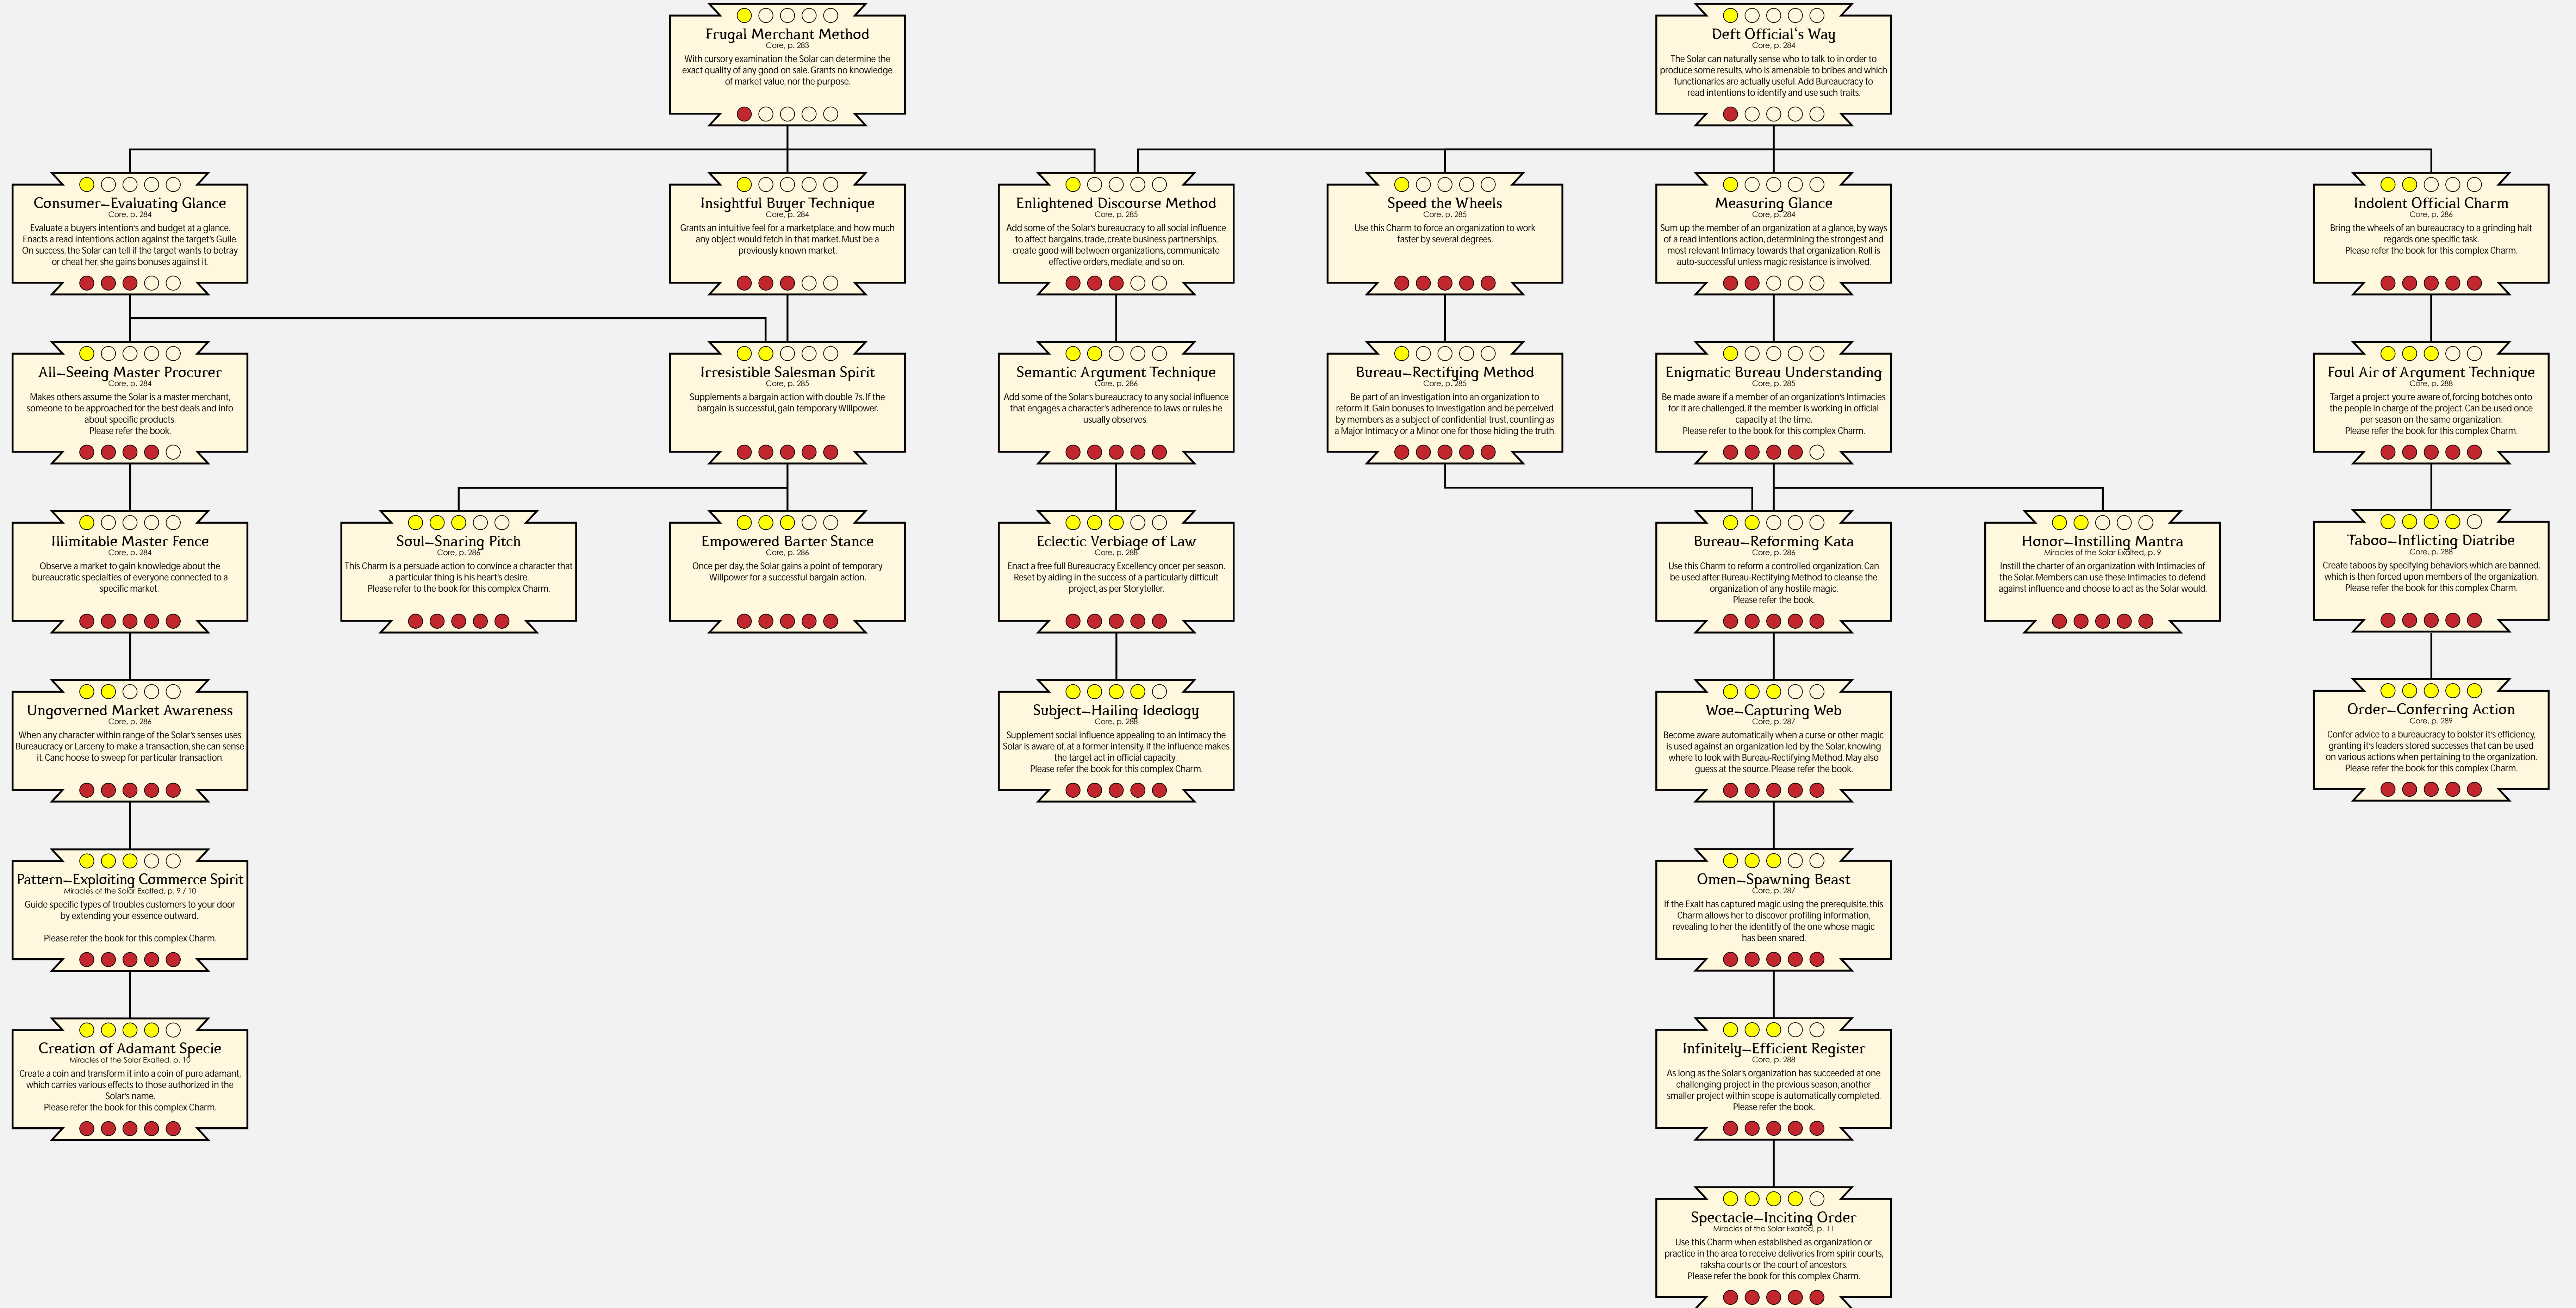 Frugal Merchant Method
Core, p. 283
With cursory examination the Solar can determine the
exact quality of any good on sale. Grants no knowledge
of market value, nor the purpose.
Deft Official's Way
Core, p. 284
The Solar can naturally sense who to talk to in order to
produce some results, who is amenable to bribes and which
functionaries are actually useful. Add Bureaucracy to
read intentions to identify and use such traits.
Consumer-Evaluating Glance
Core, p. 284
Evaluate a buyers intention's and budget at a glance.
Enacts a read intentions action against the target's Guile.
On success, the Solar can tell if the target wants to betray
or cheat her, she gains bonuses against it.
Insightful Buyer Technique
Core, p. 284
Grants an intuitive feel for a marketplace, and how much
any object would fetch in that market. Must be a
previously known market.
Enlightened Discourse Method
Core, p. 285
Add some of the Solar's bureaucracy to all social influence
to affect bargains, trade, create business partnerships,
create good will between organizations, communicate
effective orders, mediate, and so on.
Speed the Wheels
Core, p. 285
Use this Charm to force an organization to work
faster by several degrees.
Measuring Glance
Core, p. 284
Sum up the member of an organization at a glance, by ways
of a read intentions action, determining the strongest and
most relevant Intimacy towards that organization. Roll is
auto-successful unless magic resistance is involved.
Indolent Official Charm
Core, p. 286
Bring the wheels of an bureaucracy to a grinding halt
regards one specific task.
Please refer the book for this complex Charm.
All-Seeing Master Procurer
Core, p. 284
Makes others assume the Solar is a master merchant,
someone to be approached for the best deals and info
about specific products.
Please refer the book.
Irresistible Salesman Spirit
Core, p. 285
Supplements a bargain action with double 7s. If the
bargain is successful, gain temporary Willpower.
Semantic Argument Technique
Core, p. 286
Add some of the Solar's bureaucracy to any social influence
that engages a character's adherence to laws or rules he
usually observes.
Bureau-Rectifying Method
Core, p. 285
Be part of an investigation into an organization to
reform it. Gain bonuses to Investigation and be perceived
by members as a subject of confidential trust, counting as
a Major Intimacy or a Minor one for those hiding the truth.
Enigmatic Bureau Understanding
Core, p. 285
Be made aware if a member of an organization's Intimacies
for it are challenged, if the member is working in official
capacity at the time.
Please refer to the book for this complex Charm.
Foul Air of Argument Technique
Core, p. 288
Target a project you're aware of, forcing botches onto
the people in charge of the project. Can be used once
per season on the same organization.
Please refer the book for this complex Charm.
Illimitable Master Fence
Core, p. 284
Observe a market to gain knowledge about the
bureaucratic specialties of everyone connected to a
specific market.
Soul-Snaring Pitch
Core, p. 286
This Charm is a persuade action to convince a character that
a particular thing is his heart's desire.
Please refer to the book for this complex Charm.
Empowered Barter Stance
Core, p. 286
Once per day, the Solar gains a point of temporary
Willpower for a successful bargain action.
Eclectic Verbiage of Law
Core, p. 288
Enact a free full Bureaucracy Excellency oncer per season.
Reset by aiding in the success of a particularly difficult
project, as per Storyteller.
Bureau-Reforming Kata
Core, p. 286
Use this Charm to reform a controlled organization. Can
be used after Bureau-Rectifying Method to cleanse the
organization of any hostile magic.
Please refer the book.
Honor-Instilling Mantra
Miracles of the Solar Exalted, p. 9
Instill the charter of an organization with Intimacies of
the Solar. Members can use these Intimacies to defend
against influence and choose to act as the Solar would.
Taboo-Inflicting Diatribe
Core, p. 288
Create taboos by specifying behaviors which are banned,
which is then forced upon members of the organization.
Please refer the book for this complex Charm.
Ungoverned Market Awareness
Core, p. 286
When any character within range of the Solar's senses uses
Bureaucracy or Larceny to make a transaction, she can sense
it. Canc hoose to sweep for particular transaction.
Subject-Hailing Ideology
Core, p. 288
Supplement social influence appealing to an Intimacy the
Solar is aware of, at a former intensity, if the influence makes
the target act in official capacity.
Please refer the book for this complex Charm.
Woe-Capturing Web
Core, p. 287
Become aware automatically when a curse or other magic
is used against an organization led by the Solar, knowing
where to look with Bureau-Rectifying Method. May also
guess at the source. Please refer the book.
Order-Conferring Action
Core, p. 289
Confer advice to a bureaucracy to bolster it's efficiency,
granting it's leaders stored successes that can be used
on various actions when pertaining to the organization.
Please refer the book for this complex Charm.
Pattern-Exploiting Commerce Spirit
Miracles of the Solar Exalted, p. 9 / 10
Guide specific types of troubles customers to your door
by extending your essence outward.
Please refer the book for this complex Charm.
Omen-Spawning Beast
Core, p. 287
If the Exalt has captured magic using the prerequisite, this
Charm allows her to discover profiling information,
revealing to her the identitfy of the one whose magic
has been snared.
Creation of Adamant Specie
Miracles of the Solar Exalted, p. 10
Create a coin and transform it into a coin of pure adamant,
which carries various effects to those authorized in the
Solar's name.
Please refer the book for this complex Charm.
Infinitely-Efficient Register
Core, p. 288
As long as the Solar's organization has succeeded at one
challenging project in the previous season, another
smaller project within scope is automatically completed.
Please refer the book.
Spectacle-Inciting Order
Miracles of the Solar Exalted, p. 11
Use this Charm when established as organization or
practice in the area to receive deliveries from spirir courts,
raksha courts or the court of ancestors.
Please refer the book for this complex Charm.